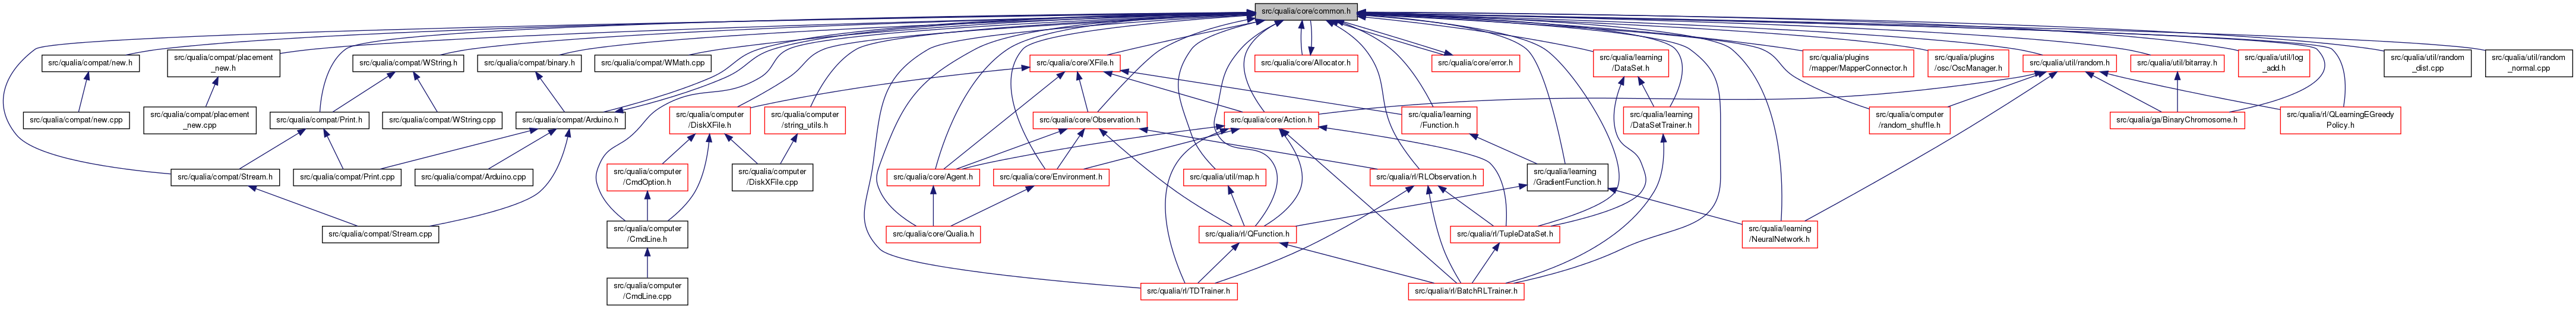 src/qualia/core/common.h
src/qualia/compat/new.h
src/qualia/compat/placement
_new.h
src/qualia/compat/WString.h
src/qualia/compat/binary.h
src/qualia/compat/WMath.cpp
src/qualia/core/XFile.h
src/qualia/core/Allocator.h
src/qualia/core/error.h
src/qualia/learning
/DataSet.h
src/qualia/plugins
/mapper/MapperConnector.h
src/qualia/plugins
/osc/OscManager.h
src/qualia/util/random.h
src/qualia/util/bitarray.h
src/qualia/util/log
_add.h
src/qualia/util/random
_dist.cpp
src/qualia/util/random
_normal.cpp
src/qualia/compat/new.cpp
src/qualia/compat/placement
_new.cpp
src/qualia/compat/Print.h
src/qualia/compat/WString.cpp
src/qualia/compat/Arduino.h
src/qualia/computer
/DiskXFile.h
src/qualia/computer
/string_utils.h
src/qualia/core/Observation.h
src/qualia/core/Action.h
src/qualia/learning
/Function.h
src/qualia/learning
/DataSetTrainer.h
src/qualia/computer
/random_shuffle.h
src/qualia/ga/BinaryChromosome.h
src/qualia/rl/QLearningEGreedy
Policy.h
src/qualia/compat/Stream.h
src/qualia/compat/Print.cpp
src/qualia/compat/Arduino.cpp
src/qualia/computer
/CmdOption.h
src/qualia/computer
/DiskXFile.cpp
src/qualia/core/Agent.h
src/qualia/core/Environment.h
src/qualia/util/map.h
src/qualia/rl/RLObservation.h
src/qualia/learning
/GradientFunction.h
src/qualia/compat/Stream.cpp
src/qualia/computer
/CmdLine.h
src/qualia/core/Qualia.h
src/qualia/rl/QFunction.h
src/qualia/rl/TupleDataSet.h
src/qualia/learning
/NeuralNetwork.h
src/qualia/computer
/CmdLine.cpp
src/qualia/rl/TDTrainer.h
src/qualia/rl/BatchRLTrainer.h